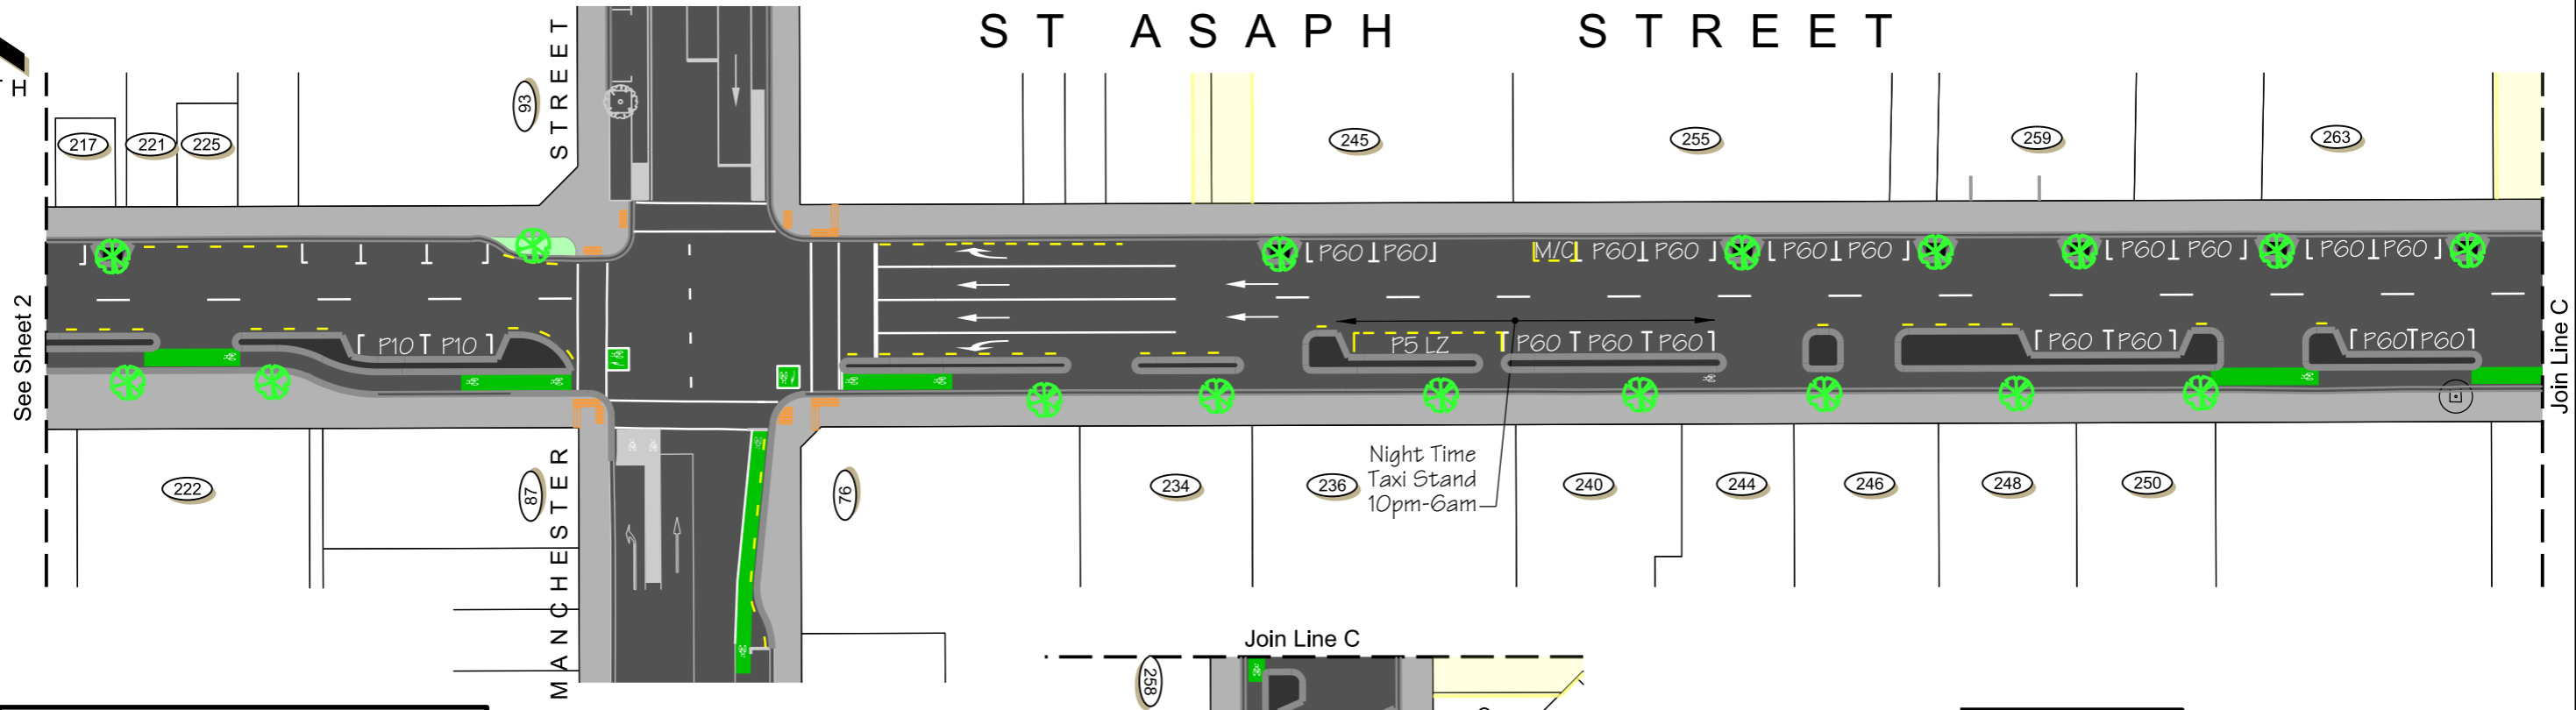 ST ASAPH STREET
TH
217
221
225
93
STREET
245
255
259
263
P60 P60
M/C P60 P60
P60 P60
P60 P60
P60 P60
See Sheet 2
Join Line C
P10 P10
P5 LZ
P60 P60 P60
P60 P60
P60 P60
Night Time
Taxi Stand
10pm-6am
222
87
MANCHESTER
76
234
236
240
244
246
248
250
Join Line C
258